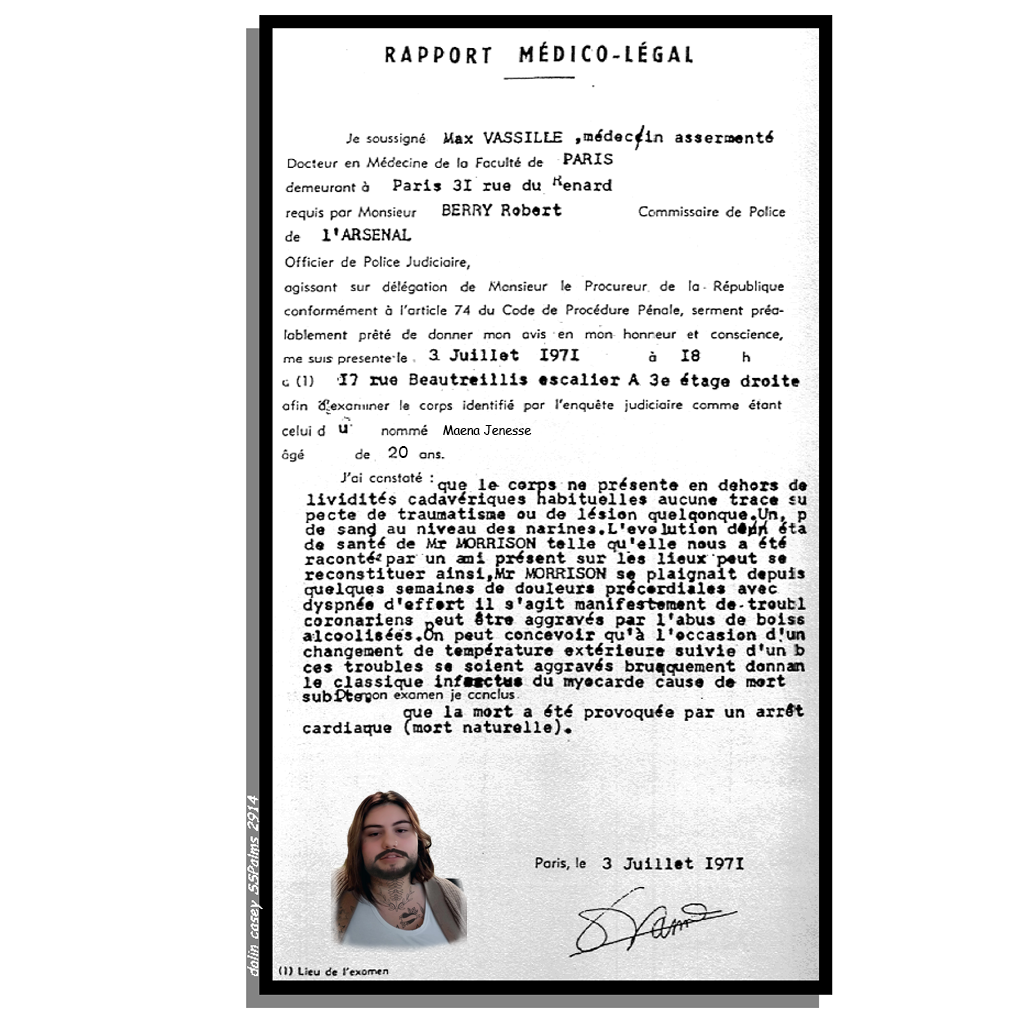 RAPPORT MÉDICO-LÉGAL
Je soussigné Max VASSILLE ,médecin assermenté
Docteur en Médecine de la Faculté de PARIS
demeurant à Paris 3I rue du Renard
requis par Monsieur BERRY Robert Commissaire de Police
de l'ARSENAL
Officier de Police Judiciaire,
agissant sur délégation de Monsieur le Procureur de la République
conformément à l'article 74 du Code de Procédure Pénale, serment préa-
lablement prêté de donner mon avis en mon honneur et conscience,
me suis presente le 3 Juillet I97I à I8 h
à (1) I7 rue Beautreillis escalier A 3e étage droite
afin d'examiner le corps identifié par l'enquête judiciaire comme étant
celui d u nommé Maena Jenesse
âgé de 20 ans.
J'ai constaté : que le corps ne présente en dehors de
lividités cadavériques habituelles aucune trace su
pecte de traumatisme ou de lésion quelqonque.Un, p
de sang au niveau des narines.L'evolution éta
de santé de Mr MORRISON telle qu'elle nous a été
raconté par un ami présent sur les lieux peut se
reconstituer ainsi,Mr MORRISON se plaignait depuis
quelques semaines de douleurs précordiales avec
dyspnée d'effort il s'agit manifestement de troubl
coronariens peut être aggravés par l'abus de boiss
alcoolisées.On peut concevoir qu'à l'occasion d'un
changement de température extérieure suivie d'un b
ces troubles se soient aggravés brusquement donnan
le classique infarctus du myocarde cause de mort
subite. mon examen je conclus
que la mort a été provoquée par un arrêt
cardiaque (mort naturelle).
Paris, le 3 Juillet I97I
(1) Lieu de l'examen
dalin casey SSPalms 2914